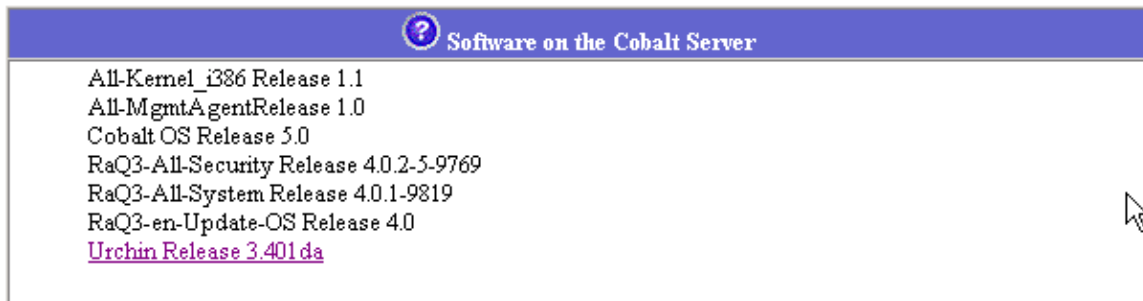 ? Software on the Cobalt Server
All-Kernel_i386 Release 1.1
All-MgmtAgentRelease 1.0
Cobalt OS Release 5.0
RaQ3-All-Security Release 4.0.2-5-9769
RaQ3-All-System Release 4.0.1-9819
RaQ3-en-Update-OS Release 4.0
Urchin Release 3.401da